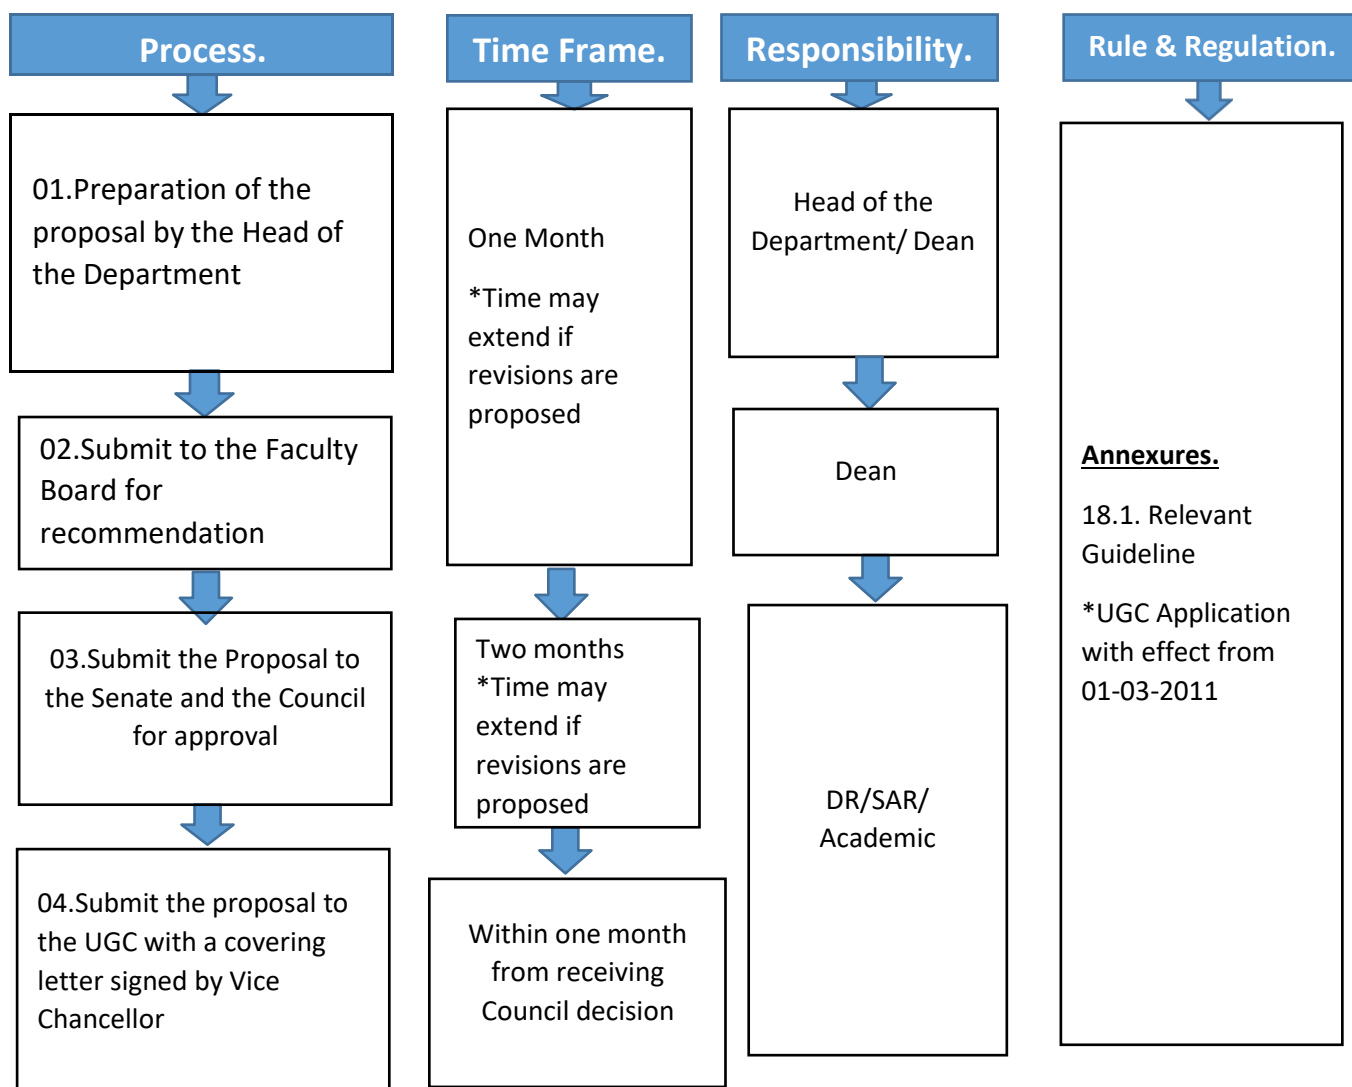 Process.
01.Preparation of the
proposal by the Head of
the Department
02.Submit to the Faculty
Board for
recommendation
03.Submit the Proposal to
the Senate and the Council
for approval
04.Submit the proposal to
the UGC with a covering
letter signed by Vice
Chancellor
Time Frame.
One Month
*Time may
extend if
revisions are
proposed
Two months
*Time may
extend if
revisions are
proposed
Within one month
from receiving
Council decision
Responsibility.
Head of the
Department/ Dean
Dean
DR/SAR/
Academic
Rule & Regulation.
Annexures.
18.1. Relevant
Guideline
*UGC Application
with effect from
01-03-2011